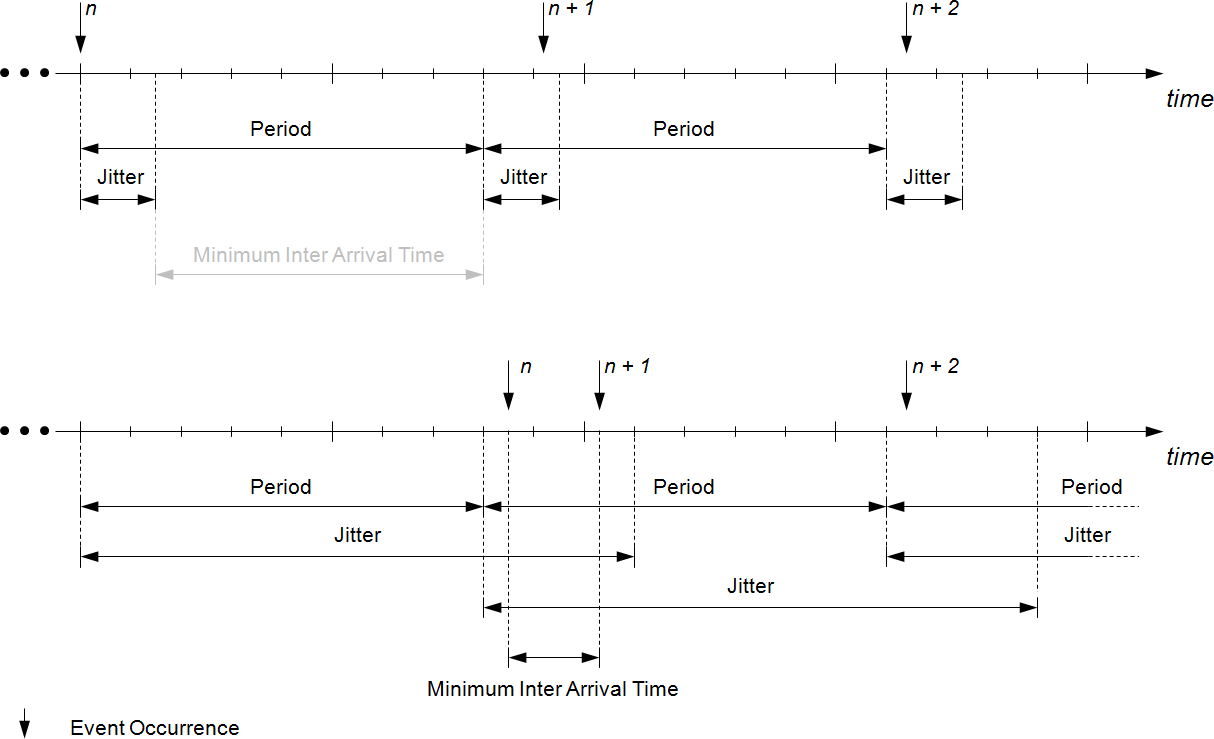 n n + 1 n + 2
time
Period Period
Jitter Jitter Jitter
Minimum Inter Arrival Time
n n + 1 n + 2
time
Period Period Period
Jitter Jitter
Jitter
Minimum Inter Arrival Time
Event Occurrence